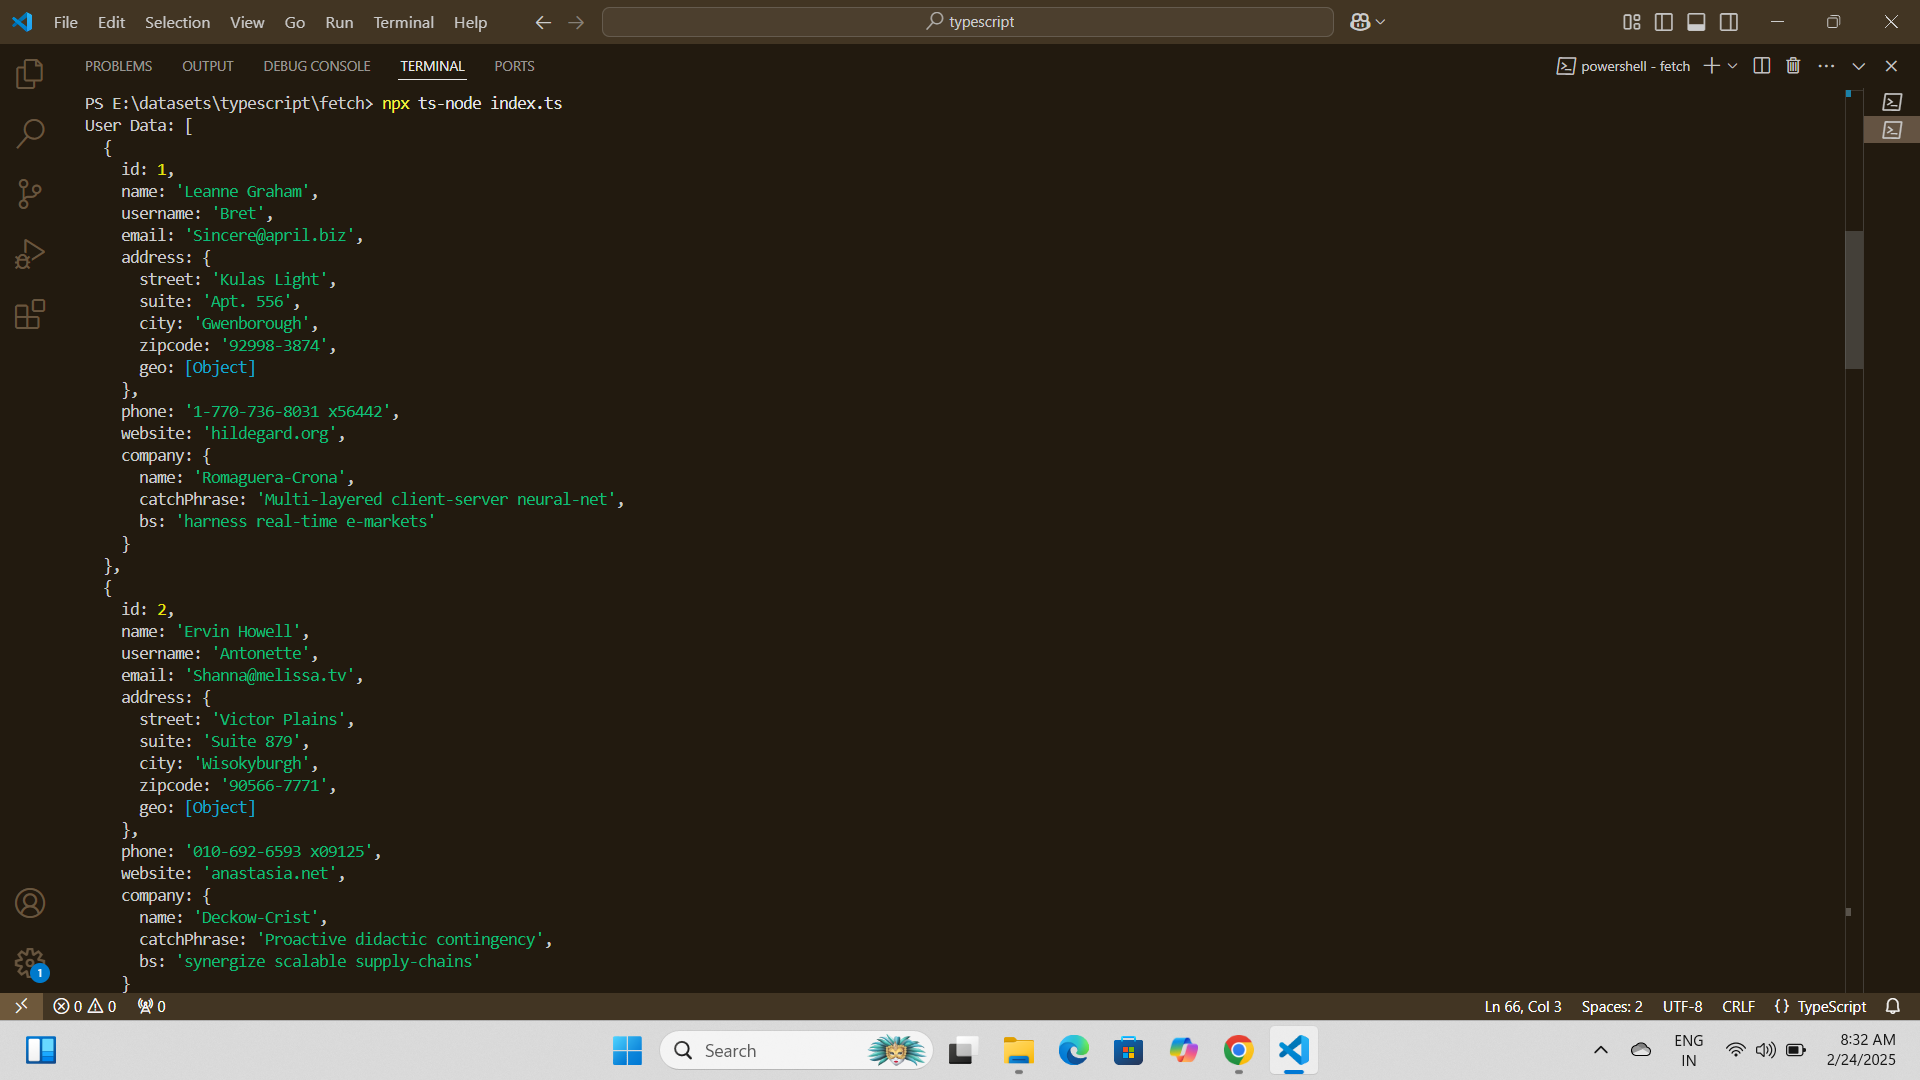 File Edit Selection View Go Run Terminal Help
typescript
PROBLEMS OUTPUT DEBUG CONSOLE TERMINAL PORTS
powershell - fetch
PS E:\datasets\typescript\fetch> npx ts-node index.ts
User Data: [
  {
    id: 1,
    name: 'Leanne Graham',
    username: 'Bret',
    email: 'Sincere@april.biz',
    address: {
      street: 'Kulas Light',
      suite: 'Apt. 556',
      city: 'Gwenborough',
      zipcode: '92998-3874',
      geo: [Object]
    },
    phone: '1-770-736-8031 x56442',
    website: 'hildegard.org',
    company: {
      name: 'Romaguera-Crona',
      catchPhrase: 'Multi-layered client-server neural-net',
      bs: 'harness real-time e-markets'
    }
  },
  {
    id: 2,
    name: 'Ervin Howell',
    username: 'Antonette',
    email: 'Shanna@melissa.tv',
    address: {
      street: 'Victor Plains',
      suite: 'Suite 879',
      city: 'Wisokyburgh',
      zipcode: '90566-7771',
      geo: [Object]
    },
    phone: '010-692-6593 x09125',
    website: 'anastasia.net',
    company: {
      name: 'Deckow-Crist',
      catchPhrase: 'Proactive didactic contingency',
      bs: 'synergize scalable supply-chains'
    }
1
0 0 0 Ln 66, Col 3 Spaces: 2 UTF-8 CRLF {} TypeScript
Search
ENG
IN
8:32 AM
2/24/2025